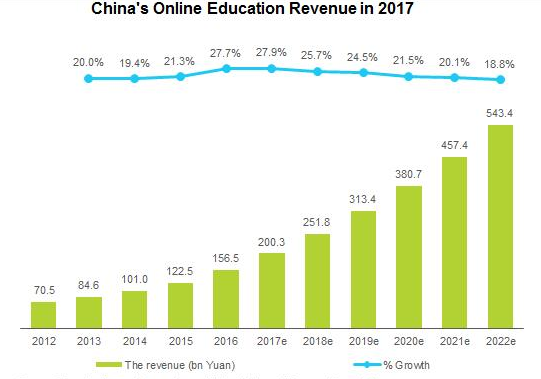 China's Online Education Revenue in 2017
20.0% 19.4% 21.3% 27.7% 27.9% 25.7% 24.5% 21.5% 20.1% 18.8%
70.5 84.6 101.0 122.5 156.5 200.3 251.8 313.4 380.7 457.4 543.4
2012 2013 2014 2015 2016 2017e 2018e 2019e 2020e 2021e 2022e
The revenue (bn Yuan) % Growth